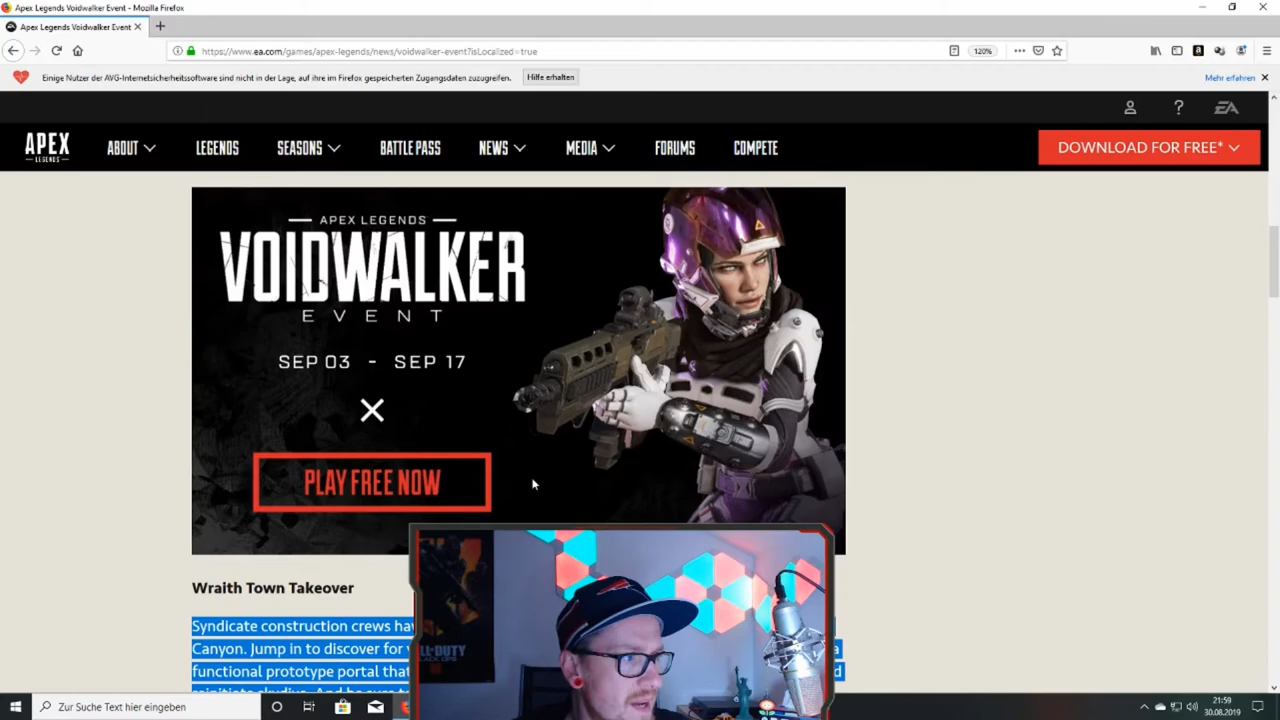 Apex Legends Voidwalker Event - Mozilla Firefox
Apex Legends Voidwalker Event
https://www.ea.com/games/apex-legends/news/voidwalker-event?isLocalized=true
120%
Einige Nutzer der AVG-Internetsicherheitssoftware sind nicht in der Lage, auf ihre im Firefox gespeicherten Zugangsdaten zuzugreifen.
Hilfe erhalten
Mehr erfahren
EA
APEX
LEGENDS
ABOUT
LEGENDS
SEASONS
BATTLE PASS
NEWS
MEDIA
FORUMS
COMPETE
DOWNLOAD FOR FREE*
APEX LEGENDS
VOIDWALKER
EVENT
SEP 03 - SEP 17
PLAY FREE NOW
Wraith Town Takeover
Syndicate construction crews
Canyon. Jump in to discover for
functional prototype portal that
CALL OF DUTY
BLACK OPS
Zur Suche Text hier eingeben
21:59
30.08.2019